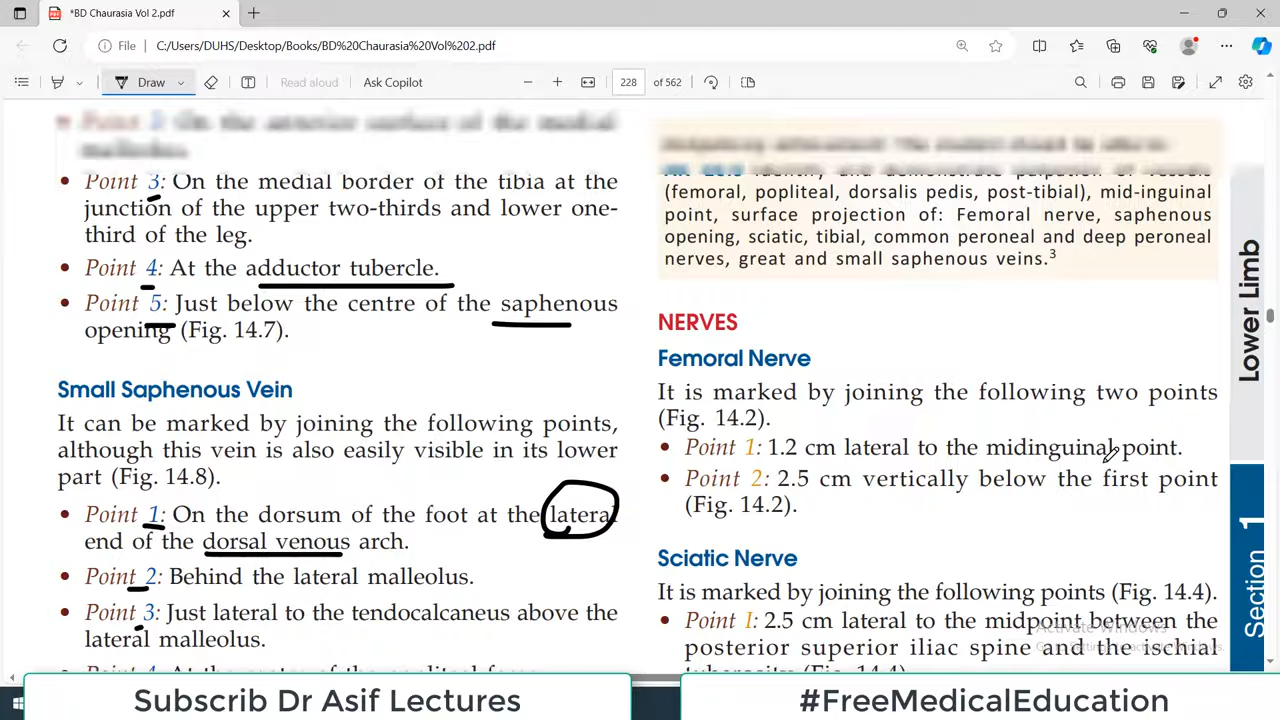 *BD Chaurasia Vol 2.pdf
File
C:/Users/DUHS/Desktop/Books/BD%20Chaurasia%20Vol%202.pdf
Draw
Read aloud
Ask Copilot
228 of 562
Point 3: On the medial border of the tibia at the
junction of the upper two-thirds and lower one-
third of the leg.
Point 4: At the adductor tubercle.
Point 5: Just below the centre of the saphenous
opening (Fig. 14.7).
Small Saphenous Vein
It can be marked by joining the following points,
although this vein is also easily visible in its lower
part (Fig. 14.8).
Point 1: On the dorsum of the foot at the lateral
end of the dorsal venous arch.
Point 2: Behind the lateral malleolus.
Point 3: Just lateral to the tendocalcaneus above the
lateral malleolus.
(femoral, popliteal, dorsalis pedis, post-tibial), mid-inguinal
point, surface projection of: Femoral nerve, saphenous
opening, sciatic, tibial, common peroneal and deep peroneal
nerves, great and small saphenous veins.3
NERVES
Femoral Nerve
It is marked by joining the following two points
(Fig. 14.2).
Point 1: 1.2 cm lateral to the midinguinal point.
Point 2: 2.5 cm vertically below the first point
(Fig. 14.2).
Sciatic Nerve
It is marked by joining the following points (Fig. 14.4).
Point I: 2.5 cm lateral to the midpoint between the
posterior superior iliac spine and the ischial
Lower Limb
Section 1
Activate Windows
Subscrib Dr Asif Lectures
#FreeMedicalEducation